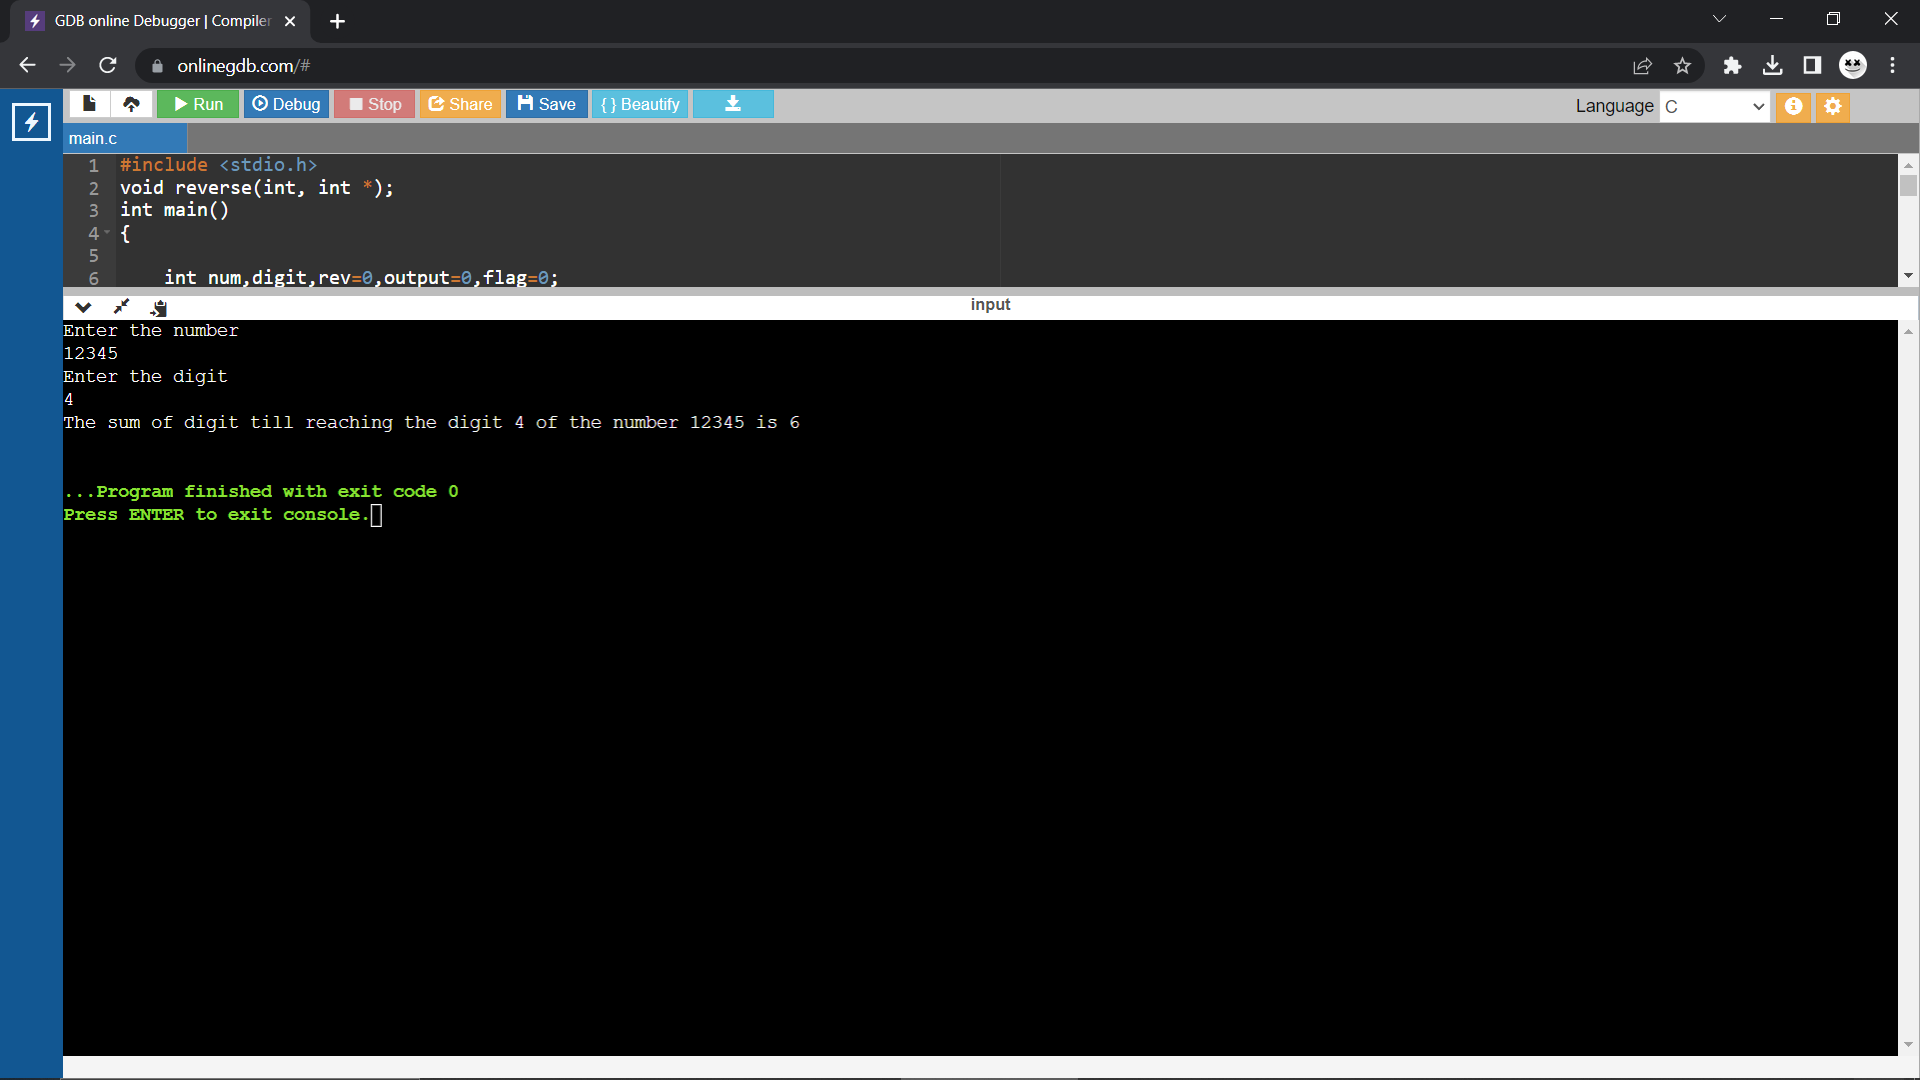 GDB online Debugger | Compiler
onlinegdb.com/#
Run Debug Stop Share Save { } Beautify
Language C
main.c
1 #include <stdio.h>
2 void reverse(int, int *);
3 int main()
4 {
5
6 int num,digit,rev=0,output=0,flag=0;
input
Enter the number
12345
Enter the digit
4
The sum of digit till reaching the digit 4 of the number 12345 is 6
...Program finished with exit code 0
Press ENTER to exit console.